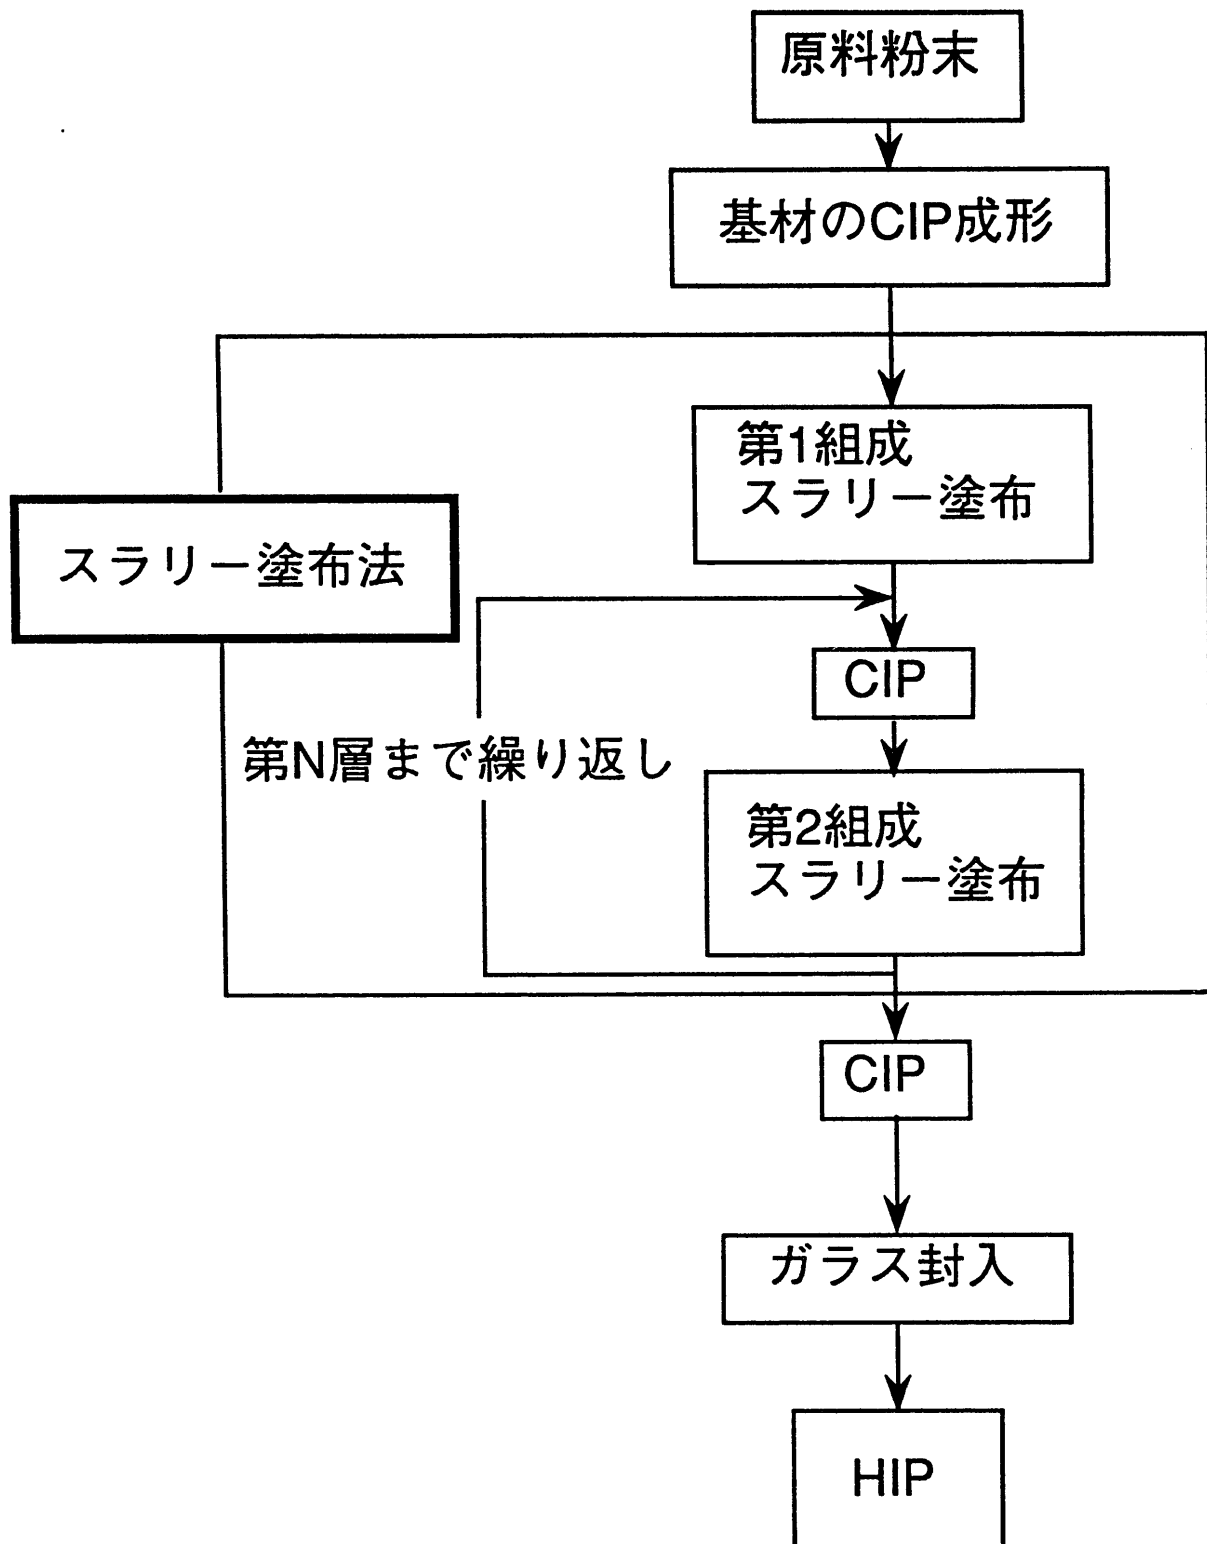 原料粉末
基材のCIP成形
第1組成
スラリー塗布
スラリー塗布法
CIP
第N層まで繰り返し
第2組成
スラリー塗布
CIP
ガラス封入
HIP